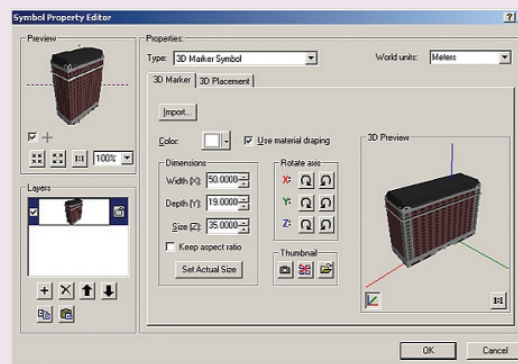 Symbol Property Editor
Preview
100%
Layers
Properties:
Type: 3D Marker Symbol
World units: Meters
3D Marker
3D Placement
Import...
Color:
Use material draping
Dimensions
Width (X): 50.0000
Depth (Y): 19.0000
Size (Z): 35.0000
Keep aspect ratio
Set Actual Size
Rotate axis
X:
Y:
Z:
Thumbnail
3D Preview
1:1
OK
Cancel